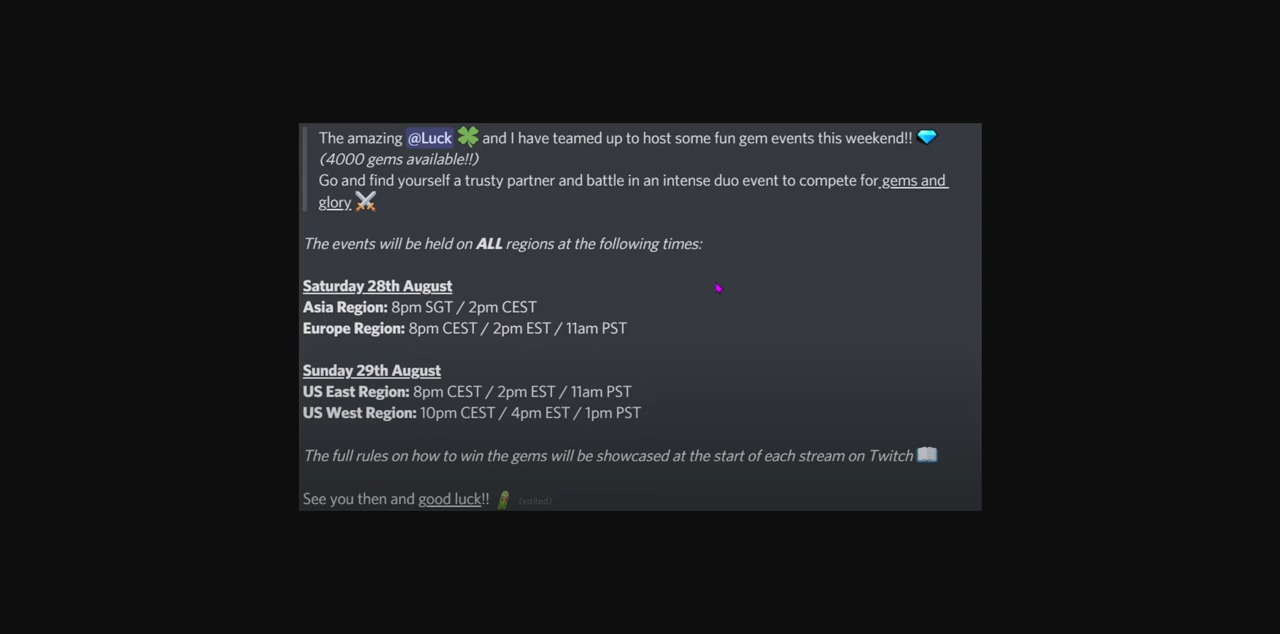 The amazing @Luck 🍀 and I have teamed up to host some fun gem events this weekend!! 💎
(4000 gems available!!)
Go and find yourself a trusty partner and battle in an intense duo event to compete for gems and
glory ⚔️
The events will be held on ALL regions at the following times:
Saturday 28th August
Asia Region: 8pm SGT / 2pm CEST
Europe Region: 8pm CEST / 2pm EST / 11am PST
Sunday 29th August
US East Region: 8pm CEST / 2pm EST / 11am PST
US West Region: 10pm CEST / 4pm EST / 1pm PST
The full rules on how to win the gems will be showcased at the start of each stream on Twitch 📖
See you then and good luck!! (edited)